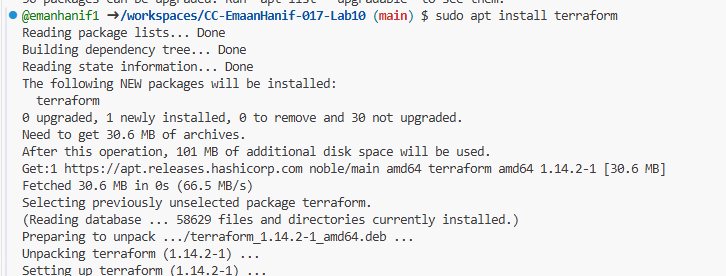 @emanhanif1 ➜/workspaces/CC-EmaanHanif-017-Lab10 (main) $ sudo apt install terraform
Reading package lists... Done
Building dependency tree... Done
Reading state information... Done
The following NEW packages will be installed:
  terraform
0 upgraded, 1 newly installed, 0 to remove and 30 not upgraded.
Need to get 30.6 MB of archives.
After this operation, 101 MB of additional disk space will be used.
Get:1 https://apt.releases.hashicorp.com noble/main amd64 terraform amd64 1.14.2-1 [30.6 MB]
Fetched 30.6 MB in 0s (66.5 MB/s)
Selecting previously unselected package terraform.
(Reading database ... 58629 files and directories currently installed.)
Preparing to unpack .../terraform_1.14.2-1_amd64.deb ...
Unpacking terraform (1.14.2-1) ...
Setting up terraform (1.14.2-1) ...